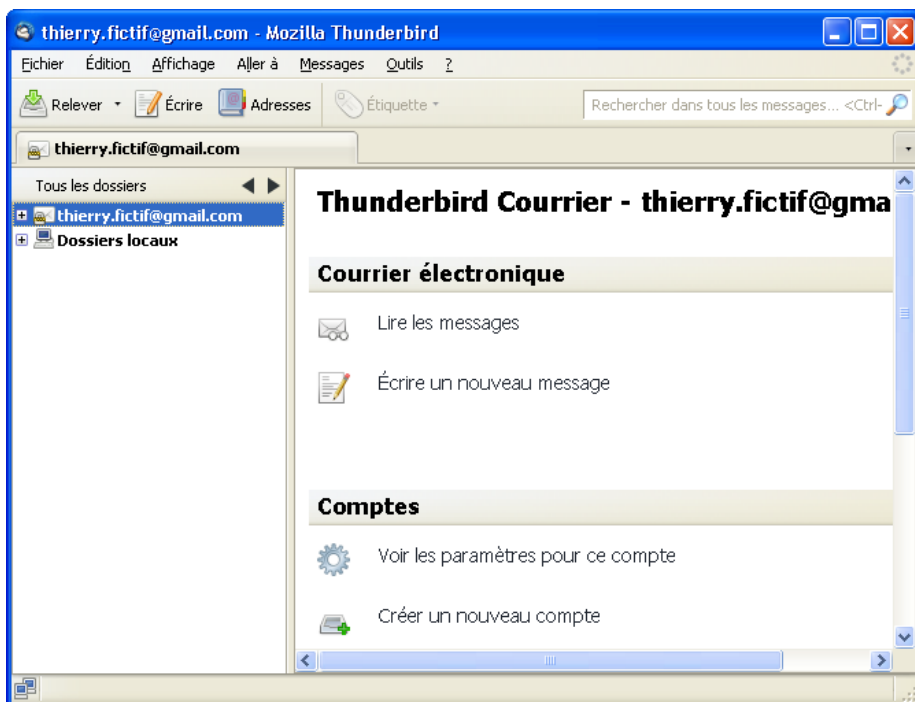 thierry.fictif@gmail.com - Mozilla Thunderbird
Fichier Édition Affichage Aller à Messages Outils ?
Relever Écrire Adresses Étiquette Rechercher dans tous les messages... <Ctrl-
thierry.fictif@gmail.com
Tous les dossiers
thierry.fictif@gmail.com
Dossiers locaux
Thunderbird Courrier - thierry.fictif@gma
Courrier électronique
Lire les messages
Écrire un nouveau message
Comptes
Voir les paramètres pour ce compte
Créer un nouveau compte